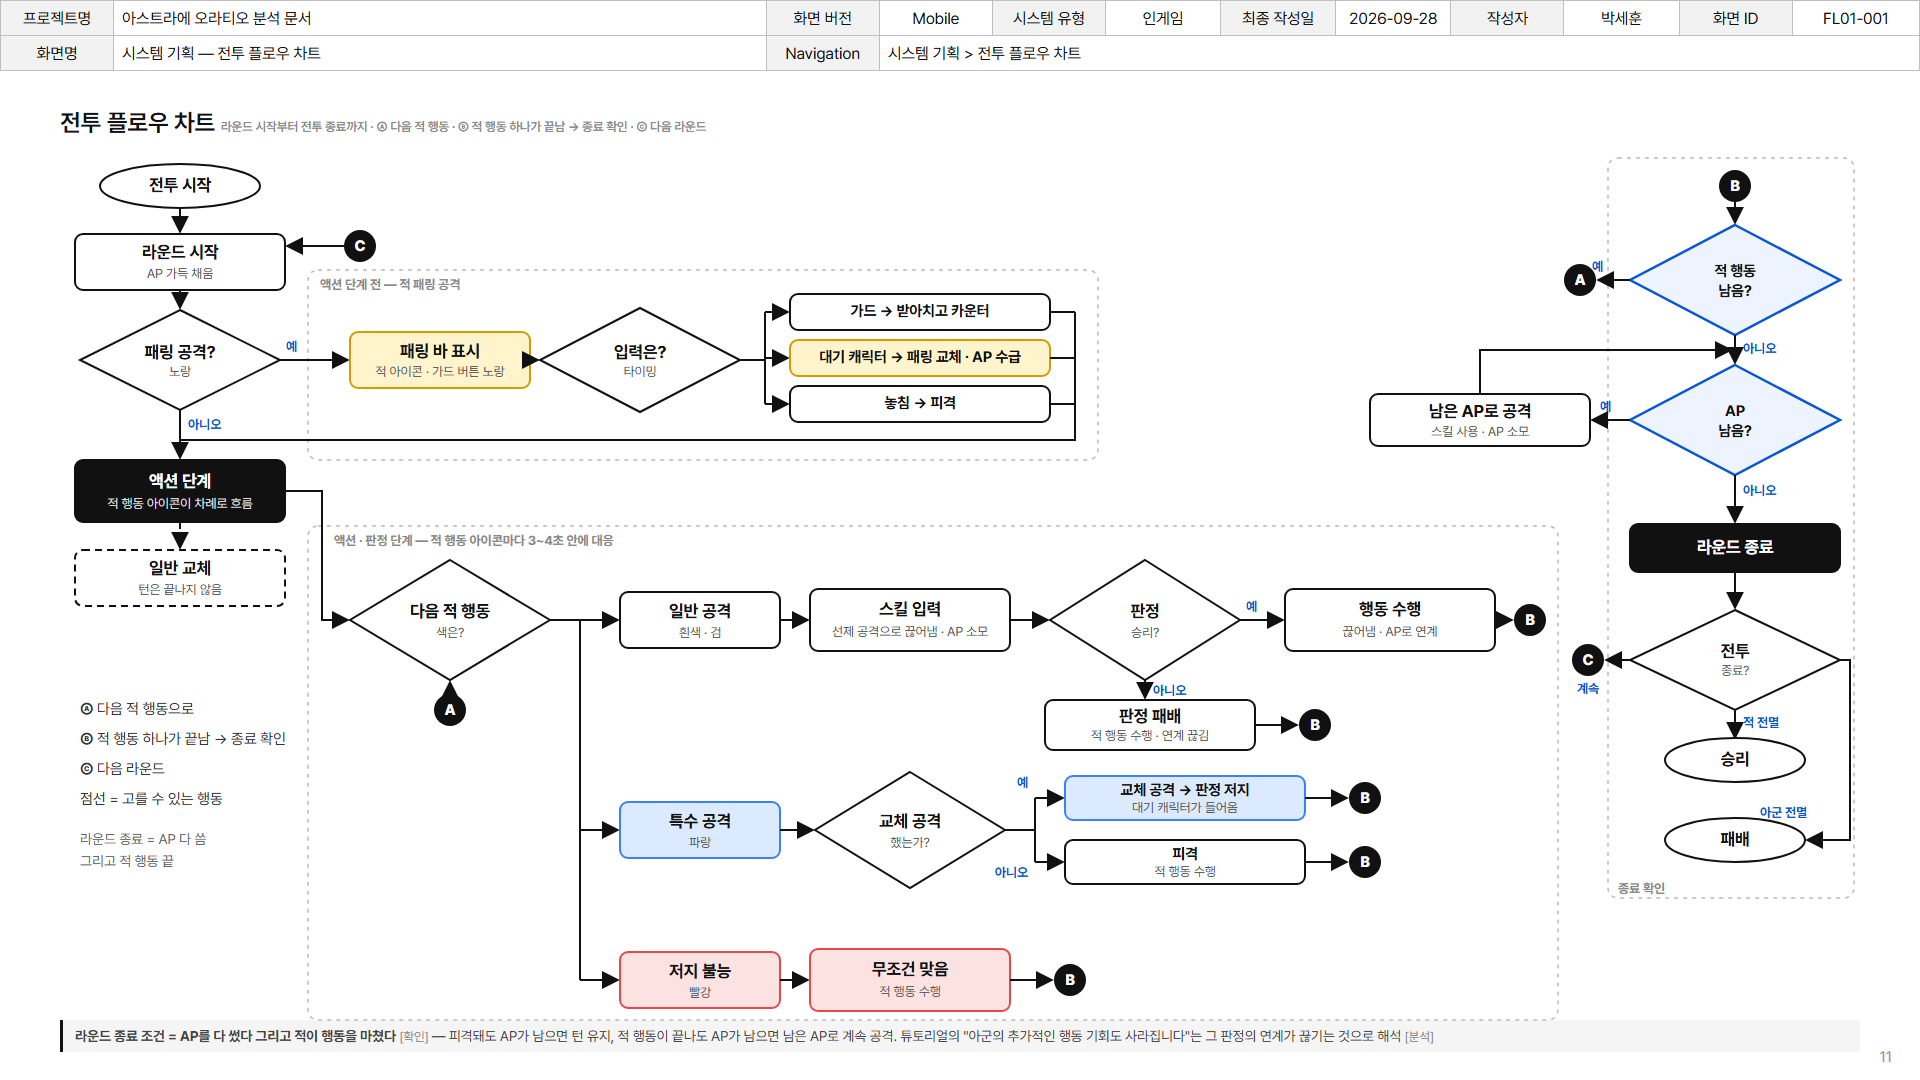 프로젝트명 아스트라에 오라티오 분석 문서 화면 버전 Mobile 시스템 유형 인게임 최종 작성일 2026-09-28 작성자 박세훈 화면 ID FL01-001
화면명 시스템 기획 — 전투 플로우 차트 Navigation 시스템 기획 > 전투 플로우 차트
전투 플로우 차트 라운드 시작부터 전투 종료까지 · Ⓐ 다음 적 행동 · Ⓑ 적 행동 하나가 끝남 → 종료 확인 · Ⓒ 다음 라운드
전투 시작
라운드 시작
AP 가득 채움
C
패링 공격?
노랑
예
아니오
액션 단계 전 — 적 패링 공격
패링 바 표시
적 아이콘 · 가드 버튼 노랑
입력은?
타이밍
가드 → 받아치고 카운터
대기 캐릭터 → 패링 교체 · AP 수급
놓침 → 피격
액션 단계
적 행동 아이콘이 차례로 흐름
일반 교체
턴은 끝나지 않음
액션 · 판정 단계 — 적 행동 아이콘마다 3~4초 안에 대응
다음 적 행동
색은?
A
일반 공격
흰색 · 검
스킬 입력
선제 공격으로 끊어냄 · AP 소모
판정
승리?
예
행동 수행
끊어냄 · AP로 연계
B
아니오
판정 패배
적 행동 수행 · 연계 끊김
B
특수 공격
파랑
교체 공격
했는가?
예
교체 공격 → 판정 저지
대기 캐릭터가 들어옴
B
아니오
피격
적 행동 수행
B
저지 불능
빨강
무조건 맞음
적 행동 수행
B
Ⓐ 다음 적 행동으로
Ⓑ 적 행동 하나가 끝남 → 종료 확인
Ⓒ 다음 라운드
점선 = 고를 수 있는 행동
라운드 종료 = AP 다 씀
그리고 적 행동 끝
B
적 행동
남음?
예
A
아니오
AP
남음?
예
남은 AP로 공격
스킬 사용 · AP 소모
아니오
라운드 종료
전투
종료?
C
계속
적 전멸
승리
아군 전멸
패배
종료 확인
라운드 종료 조건 = AP를 다 썼다 그리고 적이 행동을 마쳤다 [확인] — 피격돼도 AP가 남으면 턴 유지, 적 행동이 끝나도 AP가 남으면 남은 AP로 계속 공격. 튜토리얼의 "아군의 추가적인 행동 기회도 사라집니다"는 그 판정의 연계가 끊기는 것으로 해석 [분석]
11